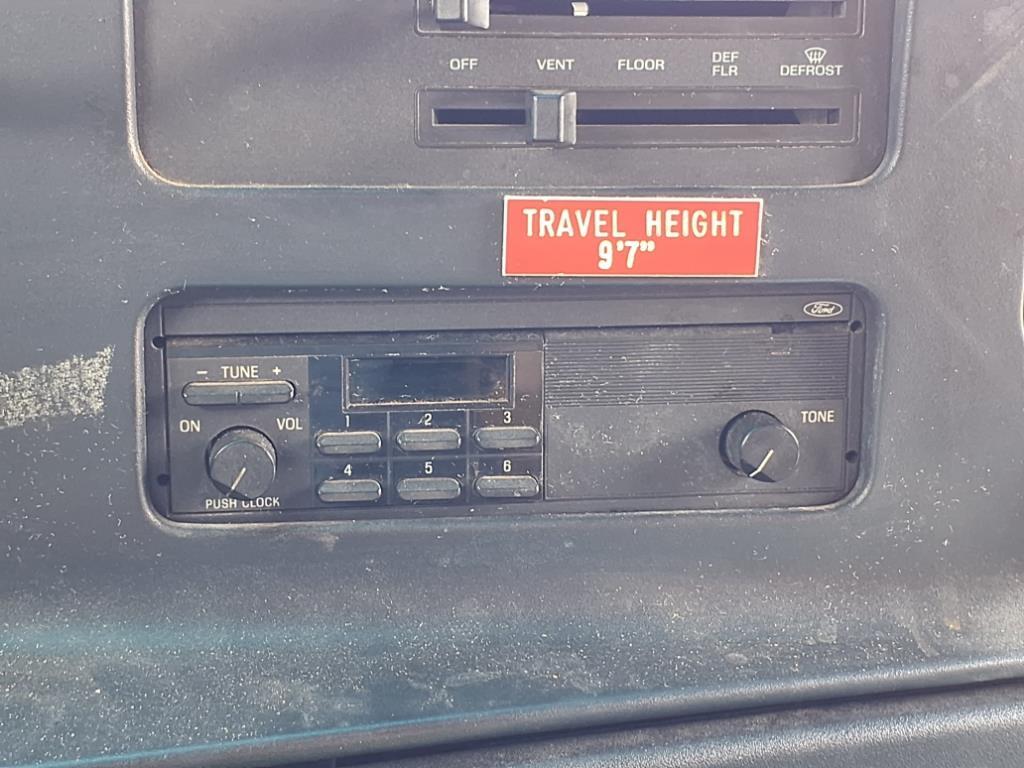 OFF VENT FLOOR DEF FLR DEFROST
TRAVEL HEIGHT
9'7"
Ford
- TUNE +
ON VOL
PUSH CLOCK
1 2 3
4 5 6
TONE